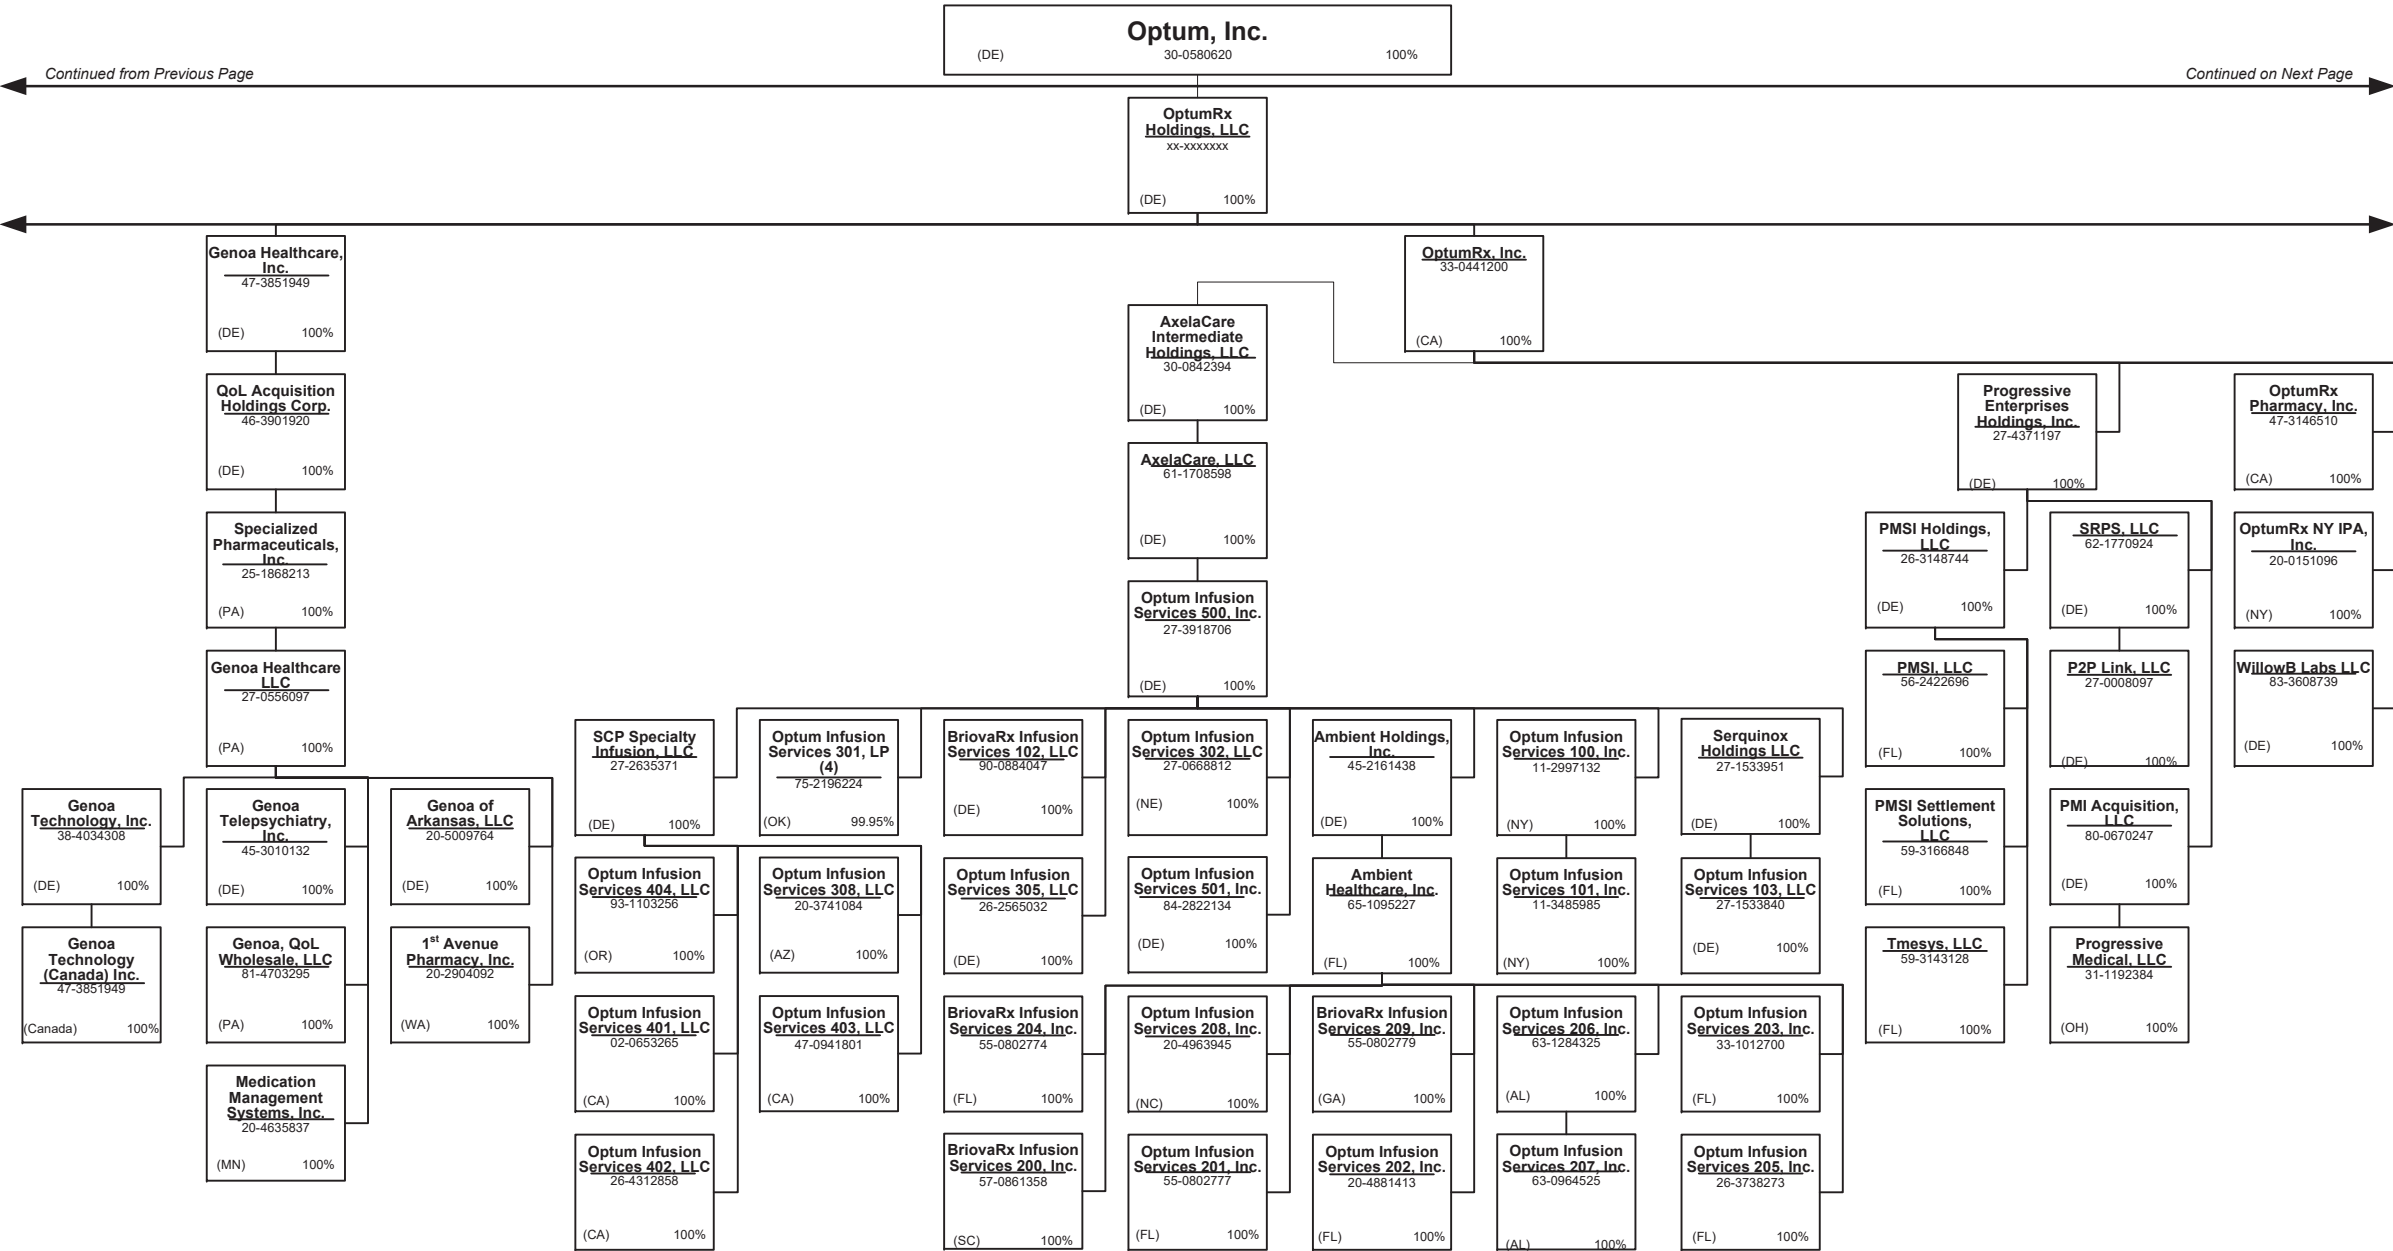 Optum, Inc.
(DE) 30-0580620 100%
Continued from Previous Page
Continued on Next Page
OptumRx
Holdings, LLC
xx-xxxxxxx
(DE) 100%
Genoa Healthcare,
Inc.
47-3851949
(DE) 100%
OptumRx, Inc.
33-0441200
(CA) 100%
AxelaCare
Intermediate
Holdings, LLC
30-0842394
(DE) 100%
QoL Acquisition
Holdings Corp.
46-3901920
(DE) 100%
Progressive
Enterprises
Holdings, Inc.
27-4371197
(DE) 100%
OptumRx
Pharmacy, Inc.
47-3146510
(CA) 100%
AxelaCare, LLC
61-1708598
(DE) 100%
Specialized
Pharmaceuticals,
Inc.
25-1868213
(PA) 100%
PMSI Holdings,
LLC
26-3148744
(DE) 100%
SRPS, LLC
62-1770924
(DE) 100%
OptumRx NY IPA,
Inc.
20-0151096
(NY) 100%
Optum Infusion
Services 500, Inc.
27-3918706
(DE) 100%
Genoa Healthcare
LLC
27-0556097
(PA) 100%
PMSI, LLC
56-2422696
(FL) 100%
P2P Link, LLC
27-0008097
(DE) 100%
WillowB Labs LLC
83-3608739
(DE) 100%
SCP Specialty
Infusion, LLC
27-2635371
(DE) 100%
Optum Infusion
Services 301, LP
(4)
75-2196224
(OK) 99.95%
BriovaRx Infusion
Services 102, LLC
90-0884047
(DE) 100%
Optum Infusion
Services 302, LLC
27-0668812
(NE) 100%
Ambient Holdings,
Inc.
45-2161438
(DE) 100%
Optum Infusion
Services 100, Inc.
11-2997132
(NY) 100%
Serquinox
Holdings LLC
27-1533951
(DE) 100%
Genoa
Technology, Inc.
38-4034308
(DE) 100%
Genoa
Telepsychiatry,
Inc.
45-3010132
(DE) 100%
Genoa of
Arkansas, LLC
20-5009764
(DE) 100%
PMSI Settlement
Solutions,
LLC
59-3166848
(FL) 100%
PMI Acquisition,
LLC
80-0670247
(DE) 100%
Optum Infusion
Services 404, LLC
93-1103256
(OR) 100%
Optum Infusion
Services 308, LLC
20-3741084
(AZ) 100%
Optum Infusion
Services 305, LLC
26-2565032
(DE) 100%
Optum Infusion
Services 501, Inc.
84-2822134
(DE) 100%
Ambient
Healthcare, Inc.
65-1095227
(FL) 100%
Optum Infusion
Services 101, Inc.
11-3485985
(NY) 100%
Optum Infusion
Services 103, LLC
27-1533840
(DE) 100%
Genoa
Technology
(Canada) Inc.
47-3851949
(Canada) 100%
Genoa, QoL
Wholesale, LLC
81-4703295
(PA) 100%
1st Avenue
Pharmacy, Inc.
20-2904092
(WA) 100%
Tmesys, LLC
59-3143128
(FL) 100%
Progressive
Medical, LLC
31-1192384
(OH) 100%
Optum Infusion
Services 401, LLC
02-0653265
(CA) 100%
Optum Infusion
Services 403, LLC
47-0941801
(CA) 100%
BriovaRx Infusion
Services 204, Inc.
55-0802774
(FL) 100%
Optum Infusion
Services 208, Inc.
20-4963945
(NC) 100%
BriovaRx Infusion
Services 209, Inc.
55-0802779
(GA) 100%
Optum Infusion
Services 206, Inc.
63-1284325
(AL) 100%
Optum Infusion
Services 203, Inc.
33-1012700
(FL) 100%
Medication
Management
Systems, Inc.
20-4635837
(MN) 100%
Optum Infusion
Services 402, LLC
26-4312858
(CA) 100%
BriovaRx Infusion
Services 200, Inc.
57-0861358
(SC) 100%
Optum Infusion
Services 201, Inc.
55-0802777
(FL) 100%
Optum Infusion
Services 202, Inc.
20-4881413
(FL) 100%
Optum Infusion
Services 207, Inc.
63-0964525
(AL) 100%
Optum Infusion
Services 205, Inc.
26-3738273
(FL) 100%